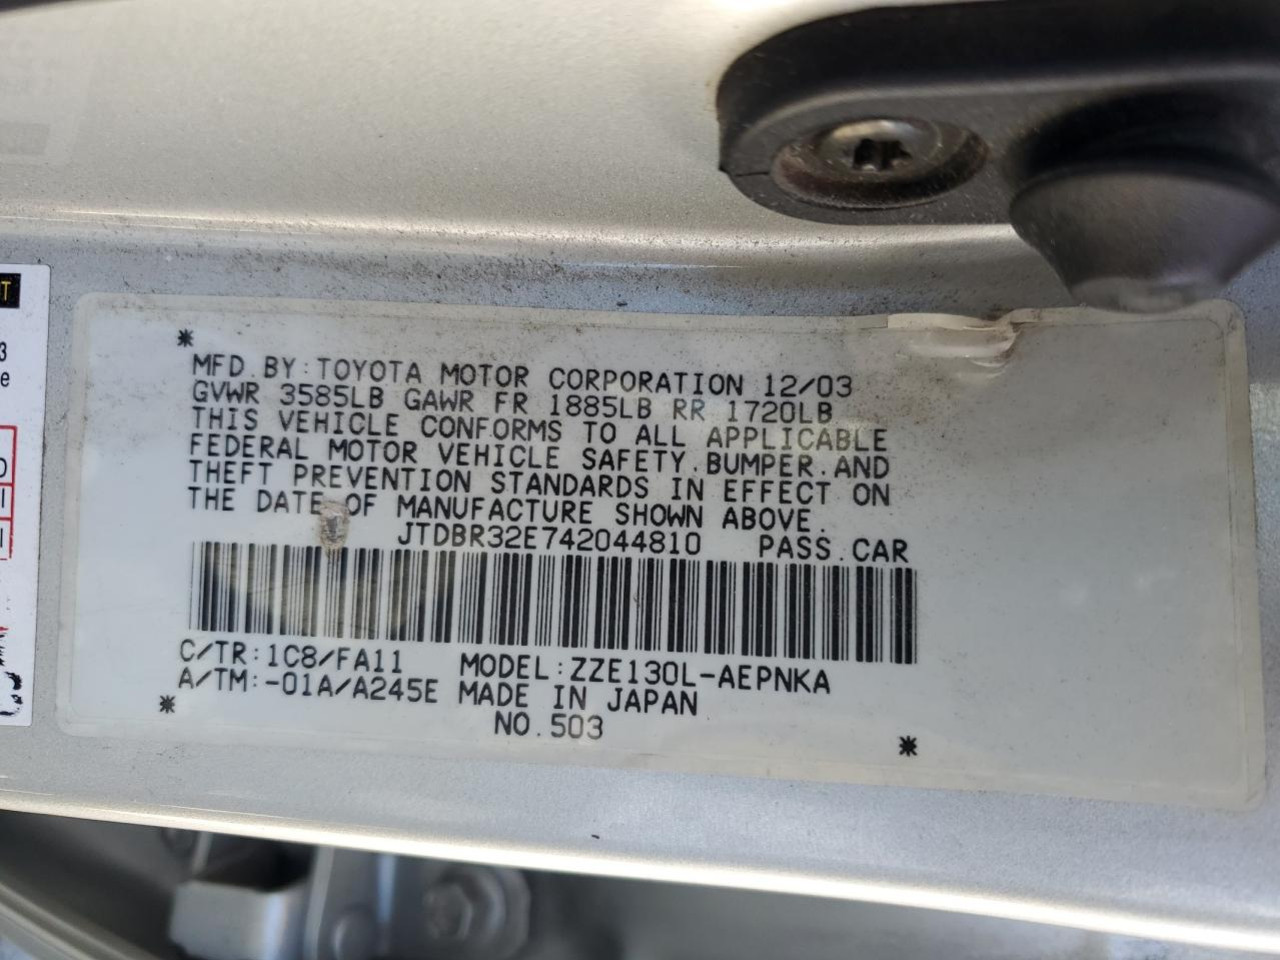 T
3
e
MFD.BY:TOYOTA MOTOR CORPORATION 12/03
GVWR 3585LB GAWR FR 1885LB RR 1720LB
THIS VEHICLE CONFORMS TO ALL APPLICABLE
FEDERAL MOTOR VEHICLE SAFETY.BUMPER.AND
THEFT PREVENTION STANDARDS IN EFFECT ON
THE DATE OF MANUFACTURE SHOWN ABOVE.
JTDBR32E742044810 PASS.CAR
C/TR:1C8/FA11 MODEL:ZZE130L-AEPNKA
A/TM:-01A/A245E MADE IN JAPAN
NO.503